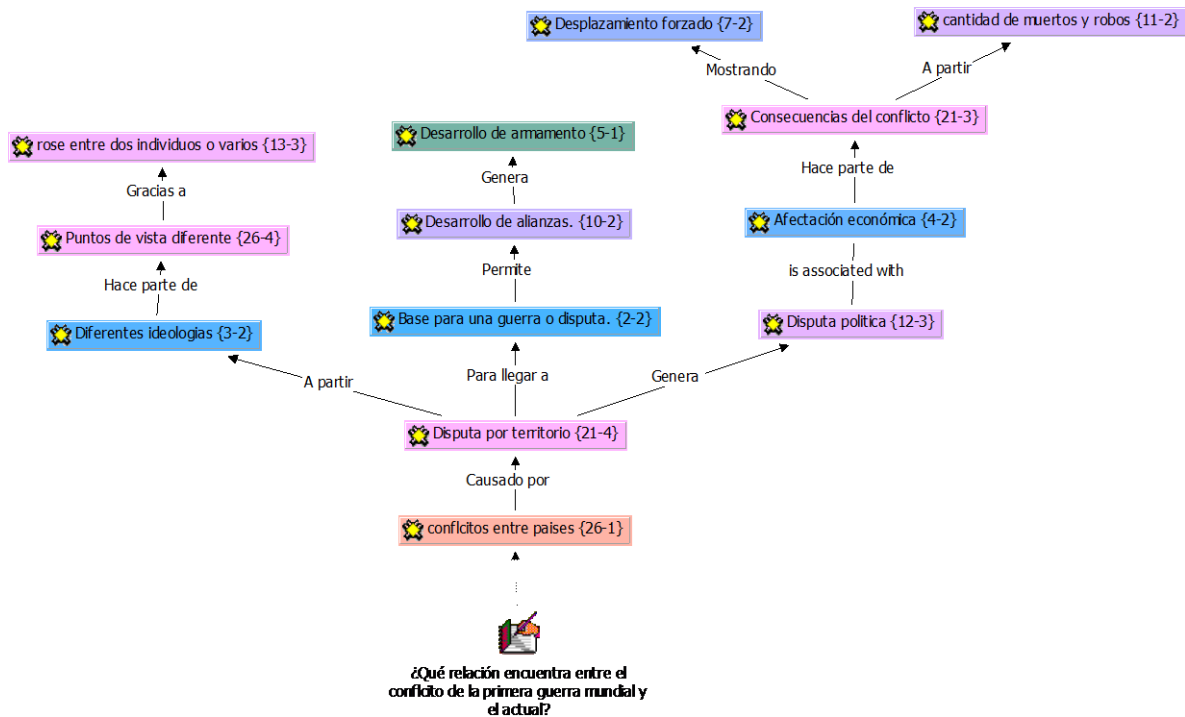 Desplazamiento forzado {7-2}
cantidad de muertos y robos {11-2}
Mostrando
A partir
Consecuencias del conflicto {21-3}
Desarrollo de armamento {5-1}
rose entre dos individuos o varios {13-3}
Hace parte de
Genera
Gracias a
Desarrollo de alianzas. {10-2}
Afectación económica {4-2}
Puntos de vista diferente {26-4}
Permite
is associated with
Hace parte de
Base para una guerra o disputa. {2-2}
Disputa politica {12-3}
Diferentes ideologias {3-2}
A partir
Para llegar a
Genera
Disputa por territorio {21-4}
Causado por
conflcitos entre paises {26-1}
¿Qué relación encuentra entre el
conflcito de la primera guerra mundial y
el actual?